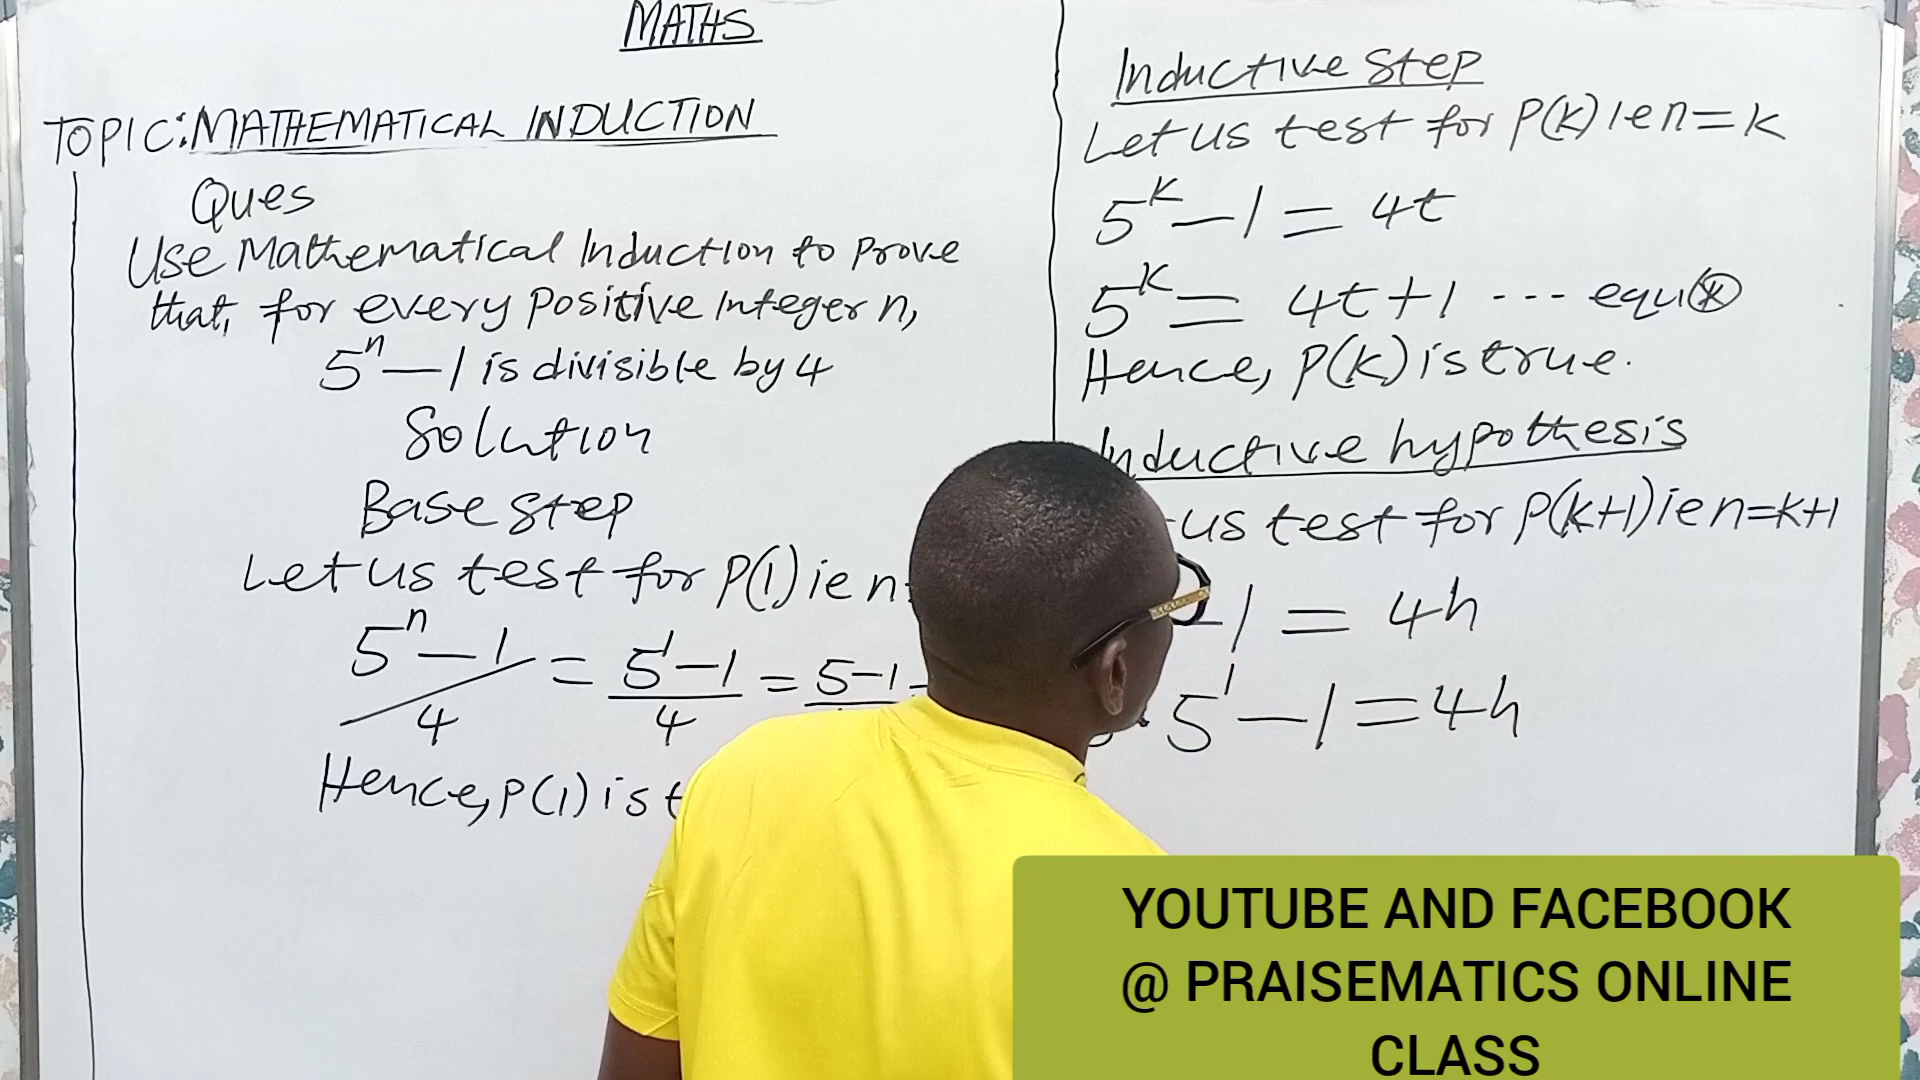 MATHS
TOPIC: MATHEMATICAL INDUCTION
Ques
Use Mathematical Induction to prove
that, for every positive Integer n,
5ⁿ – 1 is divisible by 4
Solution
Base step
Let us test for P(1) ie n
5ⁿ – 1 / 4 = 5¹ – 1 / 4 = 5 – 1
Hence, P(1) is
Inductive Step
Let us test for P(k) ie n = k
5ᵏ – 1 = 4t
5ᵏ = 4t + 1 --- equ(*)
Hence, P(k) is true.
Inductive hypothesis
us test for P(k+1) ie n=k+1
– 1 = 4h
· 5¹ – 1 = 4h
YOUTUBE AND FACEBOOK
@ PRAISEMATICS ONLINE
CLASS